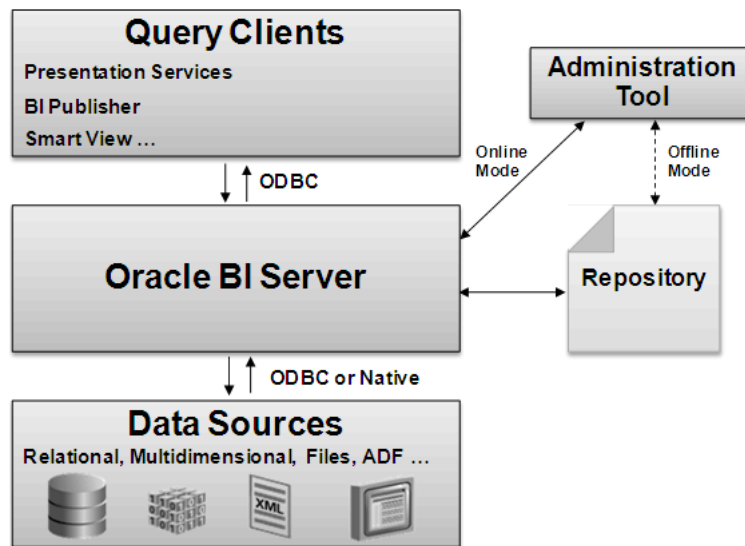 Query Clients
Presentation Services
BI Publisher
Smart View ...
Administration
Tool
Online
Mode
Offline
Mode
ODBC
Oracle BI Server
Repository
ODBC or Native
Data Sources
Relational, Multidimensional, Files, ADF ...
XML